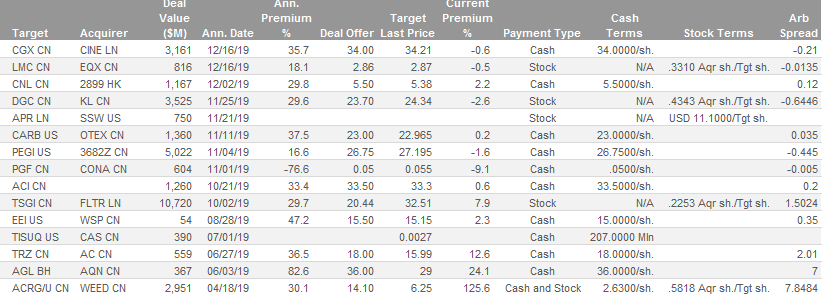 Target Acquirer Deal Value ($M) Ann. Date Ann. Premium % Deal Offer Target Last Price Current Premium % Payment Type Cash Terms Stock Terms Arb Spread
CGX CN CINE LN 3,161 12/16/19 35.7 34.00 34.21 -0.6 Cash 34.0000/sh. -0.21
LMC CN EQX CN 816 12/16/19 18.1 2.86 2.87 -0.5 Stock N/A .3310 Aqr sh./Tgt sh. -0.0135
CNL CN 2899 HK 1,167 12/02/19 29.8 5.50 5.38 2.2 Cash 5.5000/sh. 0.12
DGC CN KL CN 3,525 11/25/19 29.6 23.70 24.34 -2.6 Stock N/A .4343 Aqr sh./Tgt sh. -0.6446
APR LN SSW US 750 11/21/19 Stock USD 11.1000/Tgt sh.
CARB US OTEX CN 1,360 11/11/19 37.5 23.00 22.965 0.2 Cash 23.0000/sh. 0.035
PEGI US 3682Z CN 5,022 11/04/19 16.6 26.75 27.195 -1.6 Cash 26.7500/sh. -0.445
PGF CN CONA CN 604 11/01/19 -76.6 0.05 0.055 -9.1 Cash .0500/sh. -0.005
ACI CN 1,260 10/21/19 33.4 33.50 33.3 0.6 Cash 33.5000/sh. 0.2
TSGI CN FLTR LN 10,720 10/02/19 29.7 20.44 32.51 7.9 Stock N/A .2253 Aqr sh./Tgt sh. 1.5024
EEI US WSP CN 54 08/28/19 47.2 15.50 15.15 2.3 Cash 15.0000/sh. 0.35
TISUQ US CAS CN 390 07/01/19 0.0027 Cash 207.0000 Mln
TRZ CN AC CN 559 06/27/19 36.5 18.00 15.99 12.6 Cash 18.0000/sh. 2.01
AGL BH AQN CN 367 06/03/19 82.6 36.00 29 24.1 Cash 36.0000/sh. 7
ACRG/U CN WEED CN 2,951 04/18/19 30.1 14.10 6.25 125.6 Cash and Stock 2.6300/sh. .5818 Aqr sh./Tgt sh. 7.8484